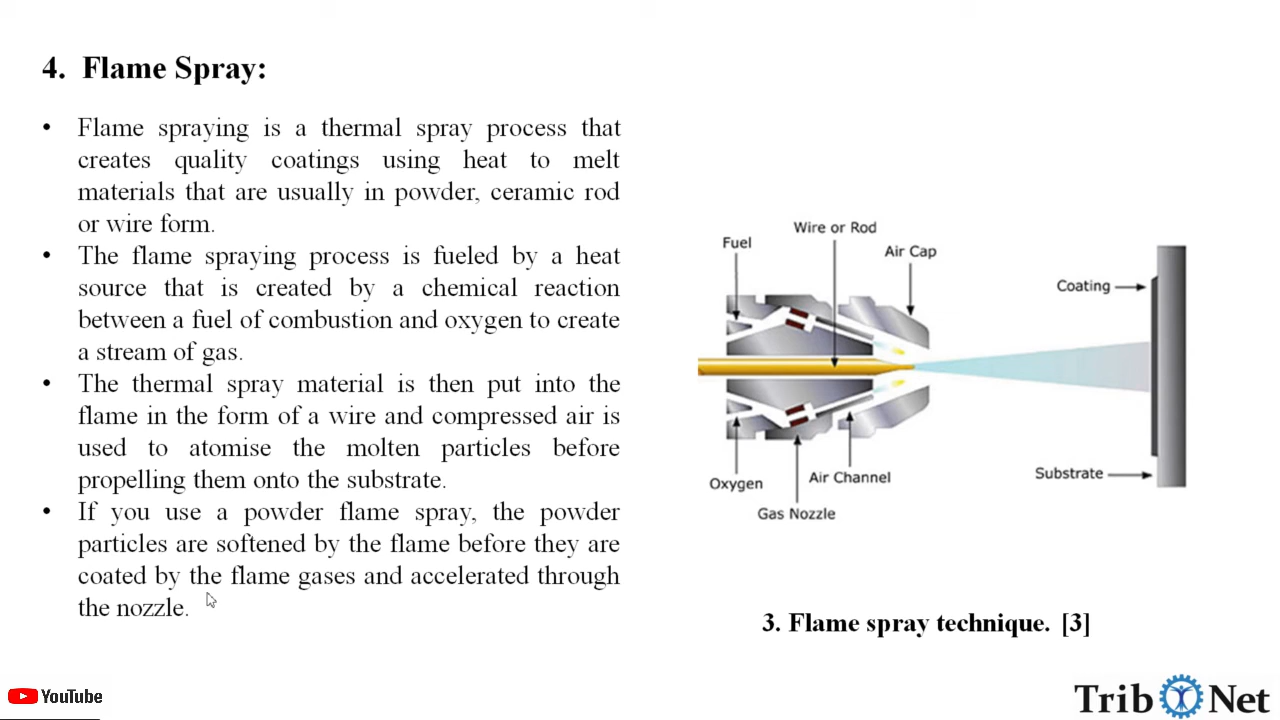 4. Flame Spray:
• Flame spraying is a thermal spray process that
creates quality coatings using heat to melt
materials that are usually in powder, ceramic rod
or wire form.
• The flame spraying process is fueled by a heat
source that is created by a chemical reaction
between a fuel of combustion and oxygen to create
a stream of gas.
• The thermal spray material is then put into the
flame in the form of a wire and compressed air is
used to atomise the molten particles before
propelling them onto the substrate.
• If you use a powder flame spray, the powder
particles are softened by the flame before they are
coated by the flame gases and accelerated through
the nozzle.
Wire or Rod
Fuel
Air Cap
Coating
Substrate
Air Channel
Oxygen
Gas Nozzle
3. Flame spray technique. [3]
YouTube
Trib Net